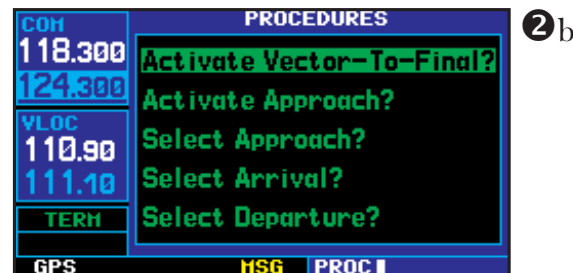 COM
118.300
124.300
VLOC
110.90
111.10
TERM
GPS
PROCEDURES
Activate Vector-To-Final?
Activate Approach?
Select Approach?
Select Arrival?
Select Departure?
MSG
PROC
❷b